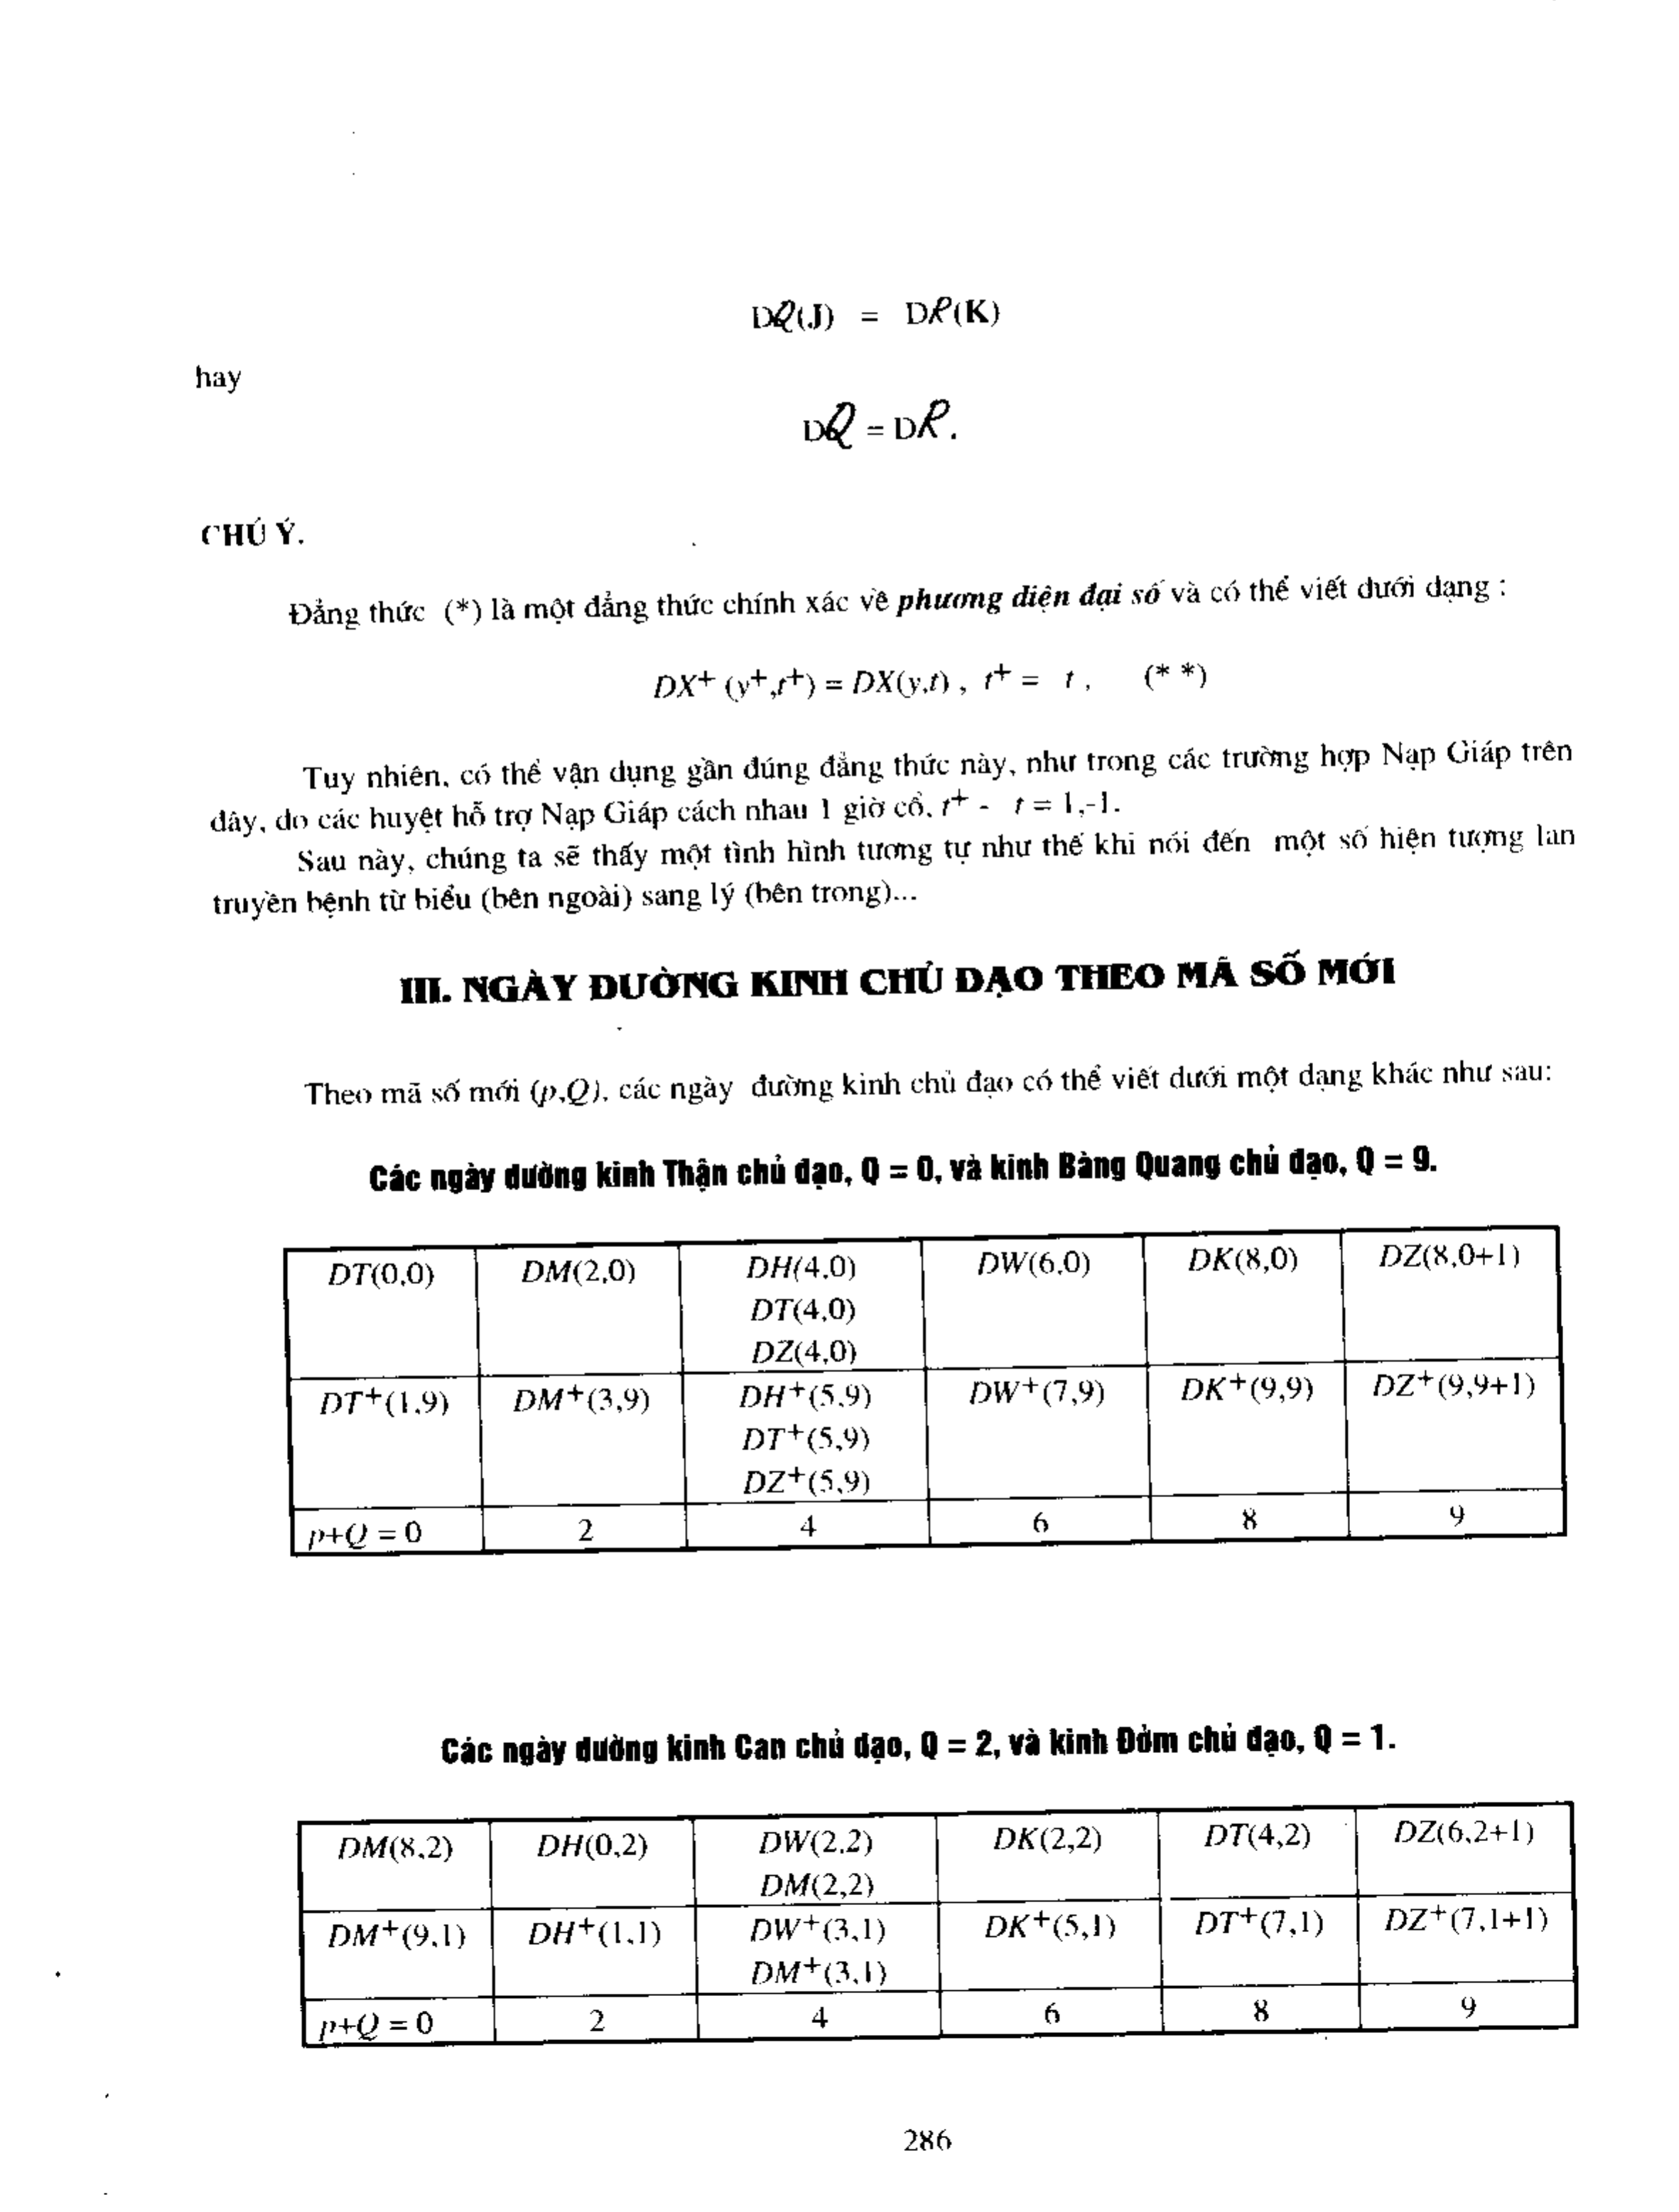 DQ(J) = DR(K)
hay
DQ = DR.
CHÚ Ý.
Đẳng thức (*) là một đẳng thức chính xác về phương diện đại số và có thể viết dưới dạng :
DX+ (y+,t+) = DX(y,t) , t+ = t , (* *)
Tuy nhiên, có thể vận dụng gần đúng đẳng thức này, như trong các trường hợp Nạp Giáp trên
đây, do các huyệt hỗ trợ Nạp Giáp cách nhau 1 giờ cổ, t+ - t = 1,-1.
Sau này, chúng ta sẽ thấy một tình hình tương tự như thế khi nói đến một số hiện tượng lan
truyền bệnh từ biểu (bên ngoài) sang lý (bên trong)...
III. NGÀY ĐƯỜNG KINH CHỦ ĐẠO THEO MÃ SỐ MỚI
Theo mã số mới (p,Q), các ngày đường kinh chủ đạo có thể viết dưới một dạng khác như sau:
Các ngày đường kinh Thận chủ đạo, Q = 0, và kinh Bàng Quang chủ đạo, Q = 9.
DT(0,0) DM(2,0) DH(4,0) DW(6,0) DK(8,0) DZ(8,0+1)
DT(4,0)
DZ(4,0)
DT+(1,9) DM+(3,9) DH+(5,9) DW+(7,9) DK+(9,9) DZ+(9,9+1)
DT+(5,9)
DZ+(5,9)
p+Q = 0 2 4 6 8 9
Các ngày đường kinh Can chủ đạo, Q = 2, và kinh Đởm chủ đạo, Q = 1.
DM(8,2) DH(0,2) DW(2,2) DK(2,2) DT(4,2) DZ(6,2+1)
DM(2,2)
DM+(9,1) DH+(1,1) DW+(3,1) DK+(5,1) DT+(7,1) DZ+(7,1+1)
DM+(3,1)
p+Q = 0 2 4 6 8 9
286